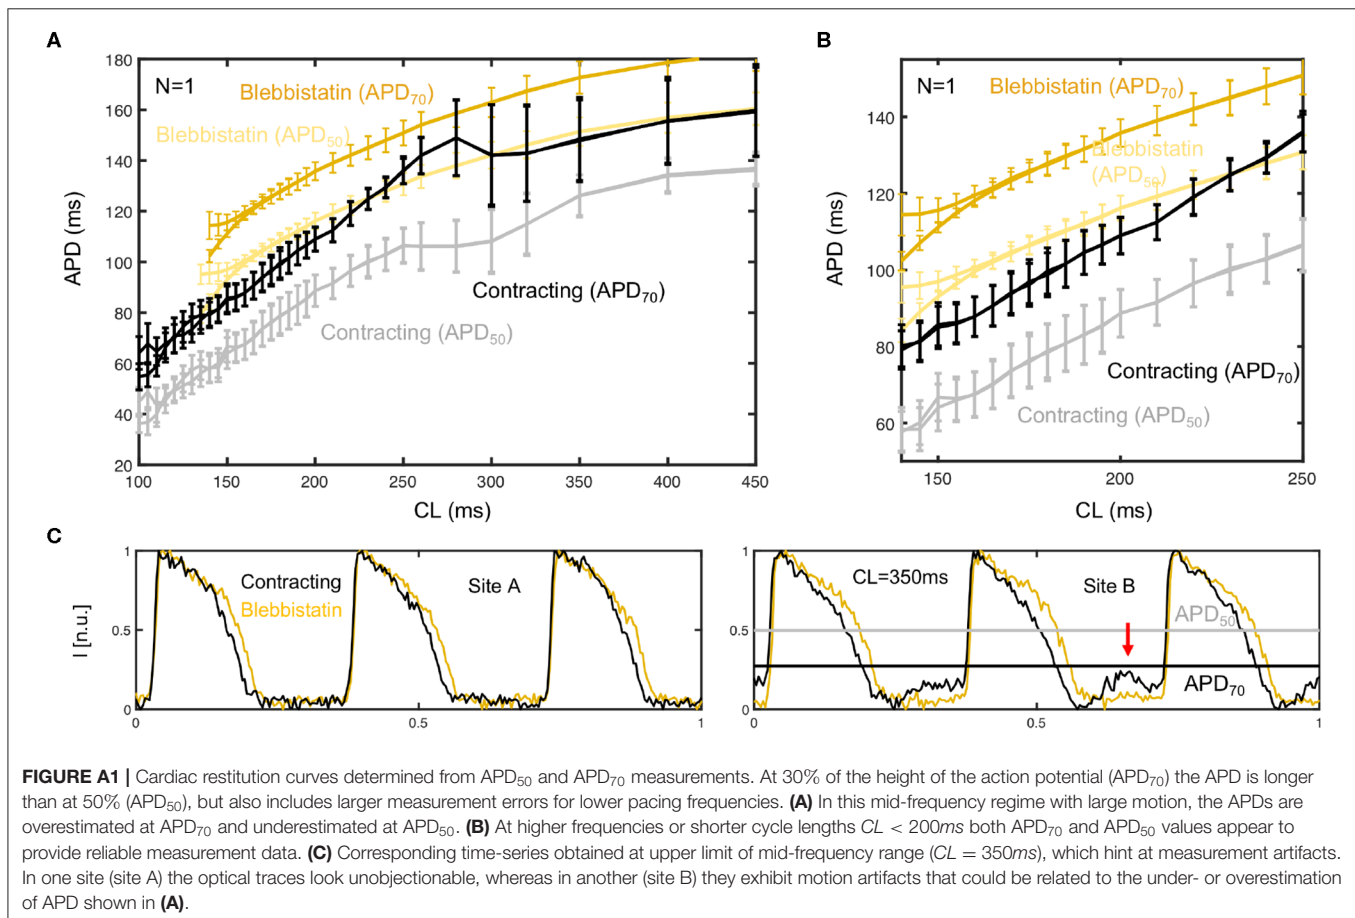 A
N=1
Blebbistatin (APD70)
Blebbistatin (APD50)
Contracting (APD70)
Contracting (APD50)
APD (ms)
180
160
140
120
100
80
60
40
20
100 150 200 250 300 350 400 450
CL (ms)
B
N=1
Blebbistatin (APD70)
Blebbistatin
(APD50)
Contracting (APD70)
Contracting (APD50)
APD (ms)
140
120
100
80
60
150 200 250
CL (ms)
C
I [n.u.]
1
0.5
0
Contracting
Blebbistatin
Site A
0 0.5 1
1
0.5
0
CL=350ms
Site B
APD50
APD70
0 0.5 1
FIGURE A1 | Cardiac restitution curves determined from APD50 and APD70 measurements. At 30% of the height of the action potential (APD70) the APD is longer
than at 50% (APD50), but also includes larger measurement errors for lower pacing frequencies. (A) In this mid-frequency regime with large motion, the APDs are
overestimated at APD70 and underestimated at APD50. (B) At higher frequencies or shorter cycle lengths CL < 200ms both APD70 and APD50 values appear to
provide reliable measurement data. (C) Corresponding time-series obtained at upper limit of mid-frequency range (CL = 350ms), which hint at measurement artifacts.
In one site (site A) the optical traces look unobjectionable, whereas in another (site B) they exhibit motion artifacts that could be related to the under- or overestimation
of APD shown in (A).